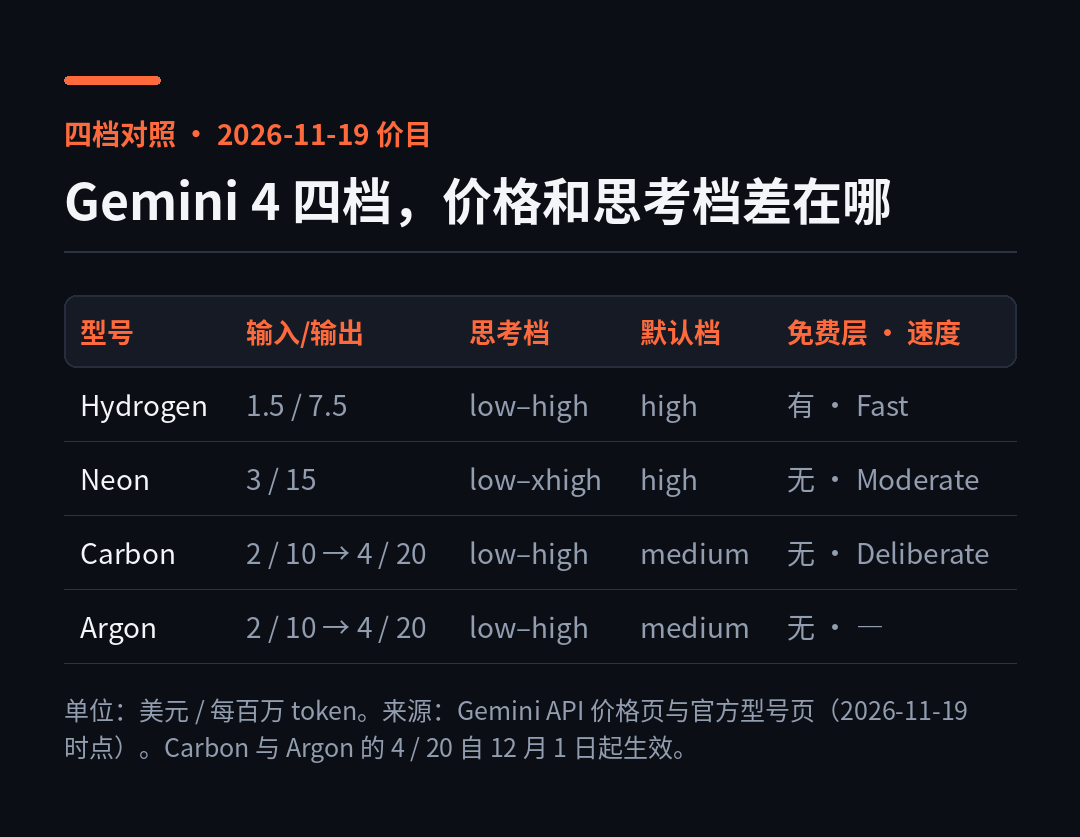 四档对照 · 2026-11-19 价目
Gemini 4 四档，价格和思考档差在哪
型号 输入/输出 思考档 默认档 免费层 · 速度
Hydrogen 1.5 / 7.5 low–high high 有 · Fast
Neon 3 / 15 low–xhigh high 无 · Moderate
Carbon 2 / 10 → 4 / 20 low–high medium 无 · Deliberate
Argon 2 / 10 → 4 / 20 low–high medium 无 · —
单位：美元 / 每百万 token。来源：Gemini API 价格页与官方型号页（2026-11-19
时点）。Carbon 与 Argon 的 4 / 20 自 12 月 1 日起生效。